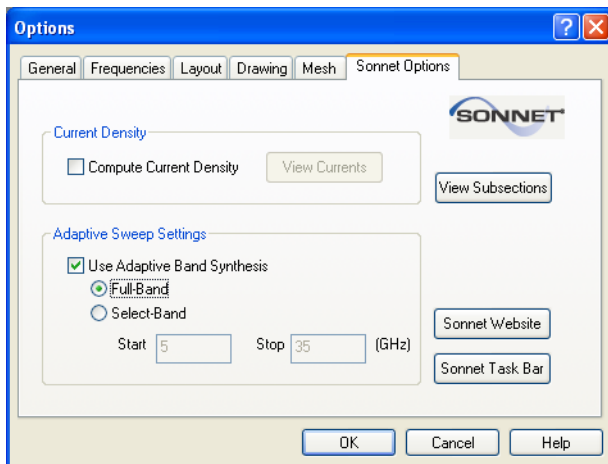 Options
General Frequencies Layout Drawing Mesh Sonnet Options
SONNET
Current Density
Compute Current Density View Currents
View Subsections
Adaptive Sweep Settings
Use Adaptive Band Synthesis
Full-Band
Select-Band
Sonnet Website
Start 5 Stop 35 (GHz)
Sonnet Task Bar
OK Cancel Help